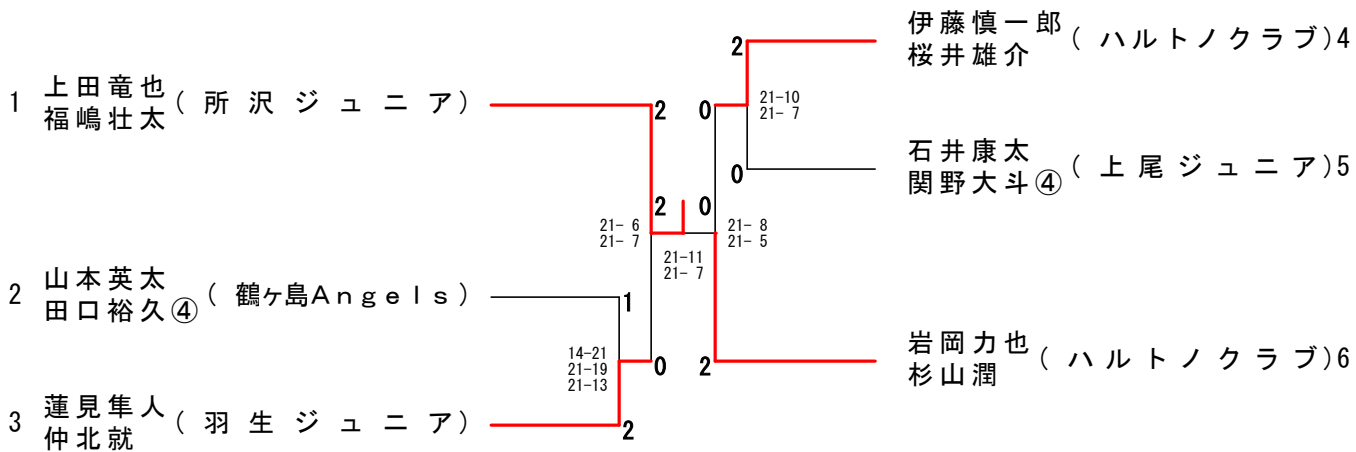 1 上田竜也
福嶋壮太 (所沢ジュニア)
2 山本英太
田口裕久④ (鶴ヶ島Angels)
3 蓮見隼人
仲北就 (羽生ジュニア)
2
2
21- 6
21- 7
1
14-21
21-19
21-13
0
2
21-11
21- 7
2
0
21-10
21- 7
0
0
21- 8
21- 5
2
伊藤慎一郎
桜井雄介 (ハルトノクラブ)4
石井康太
関野大斗④ (上尾ジュニア)5
岩岡力也
杉山潤 (ハルトノクラブ)6